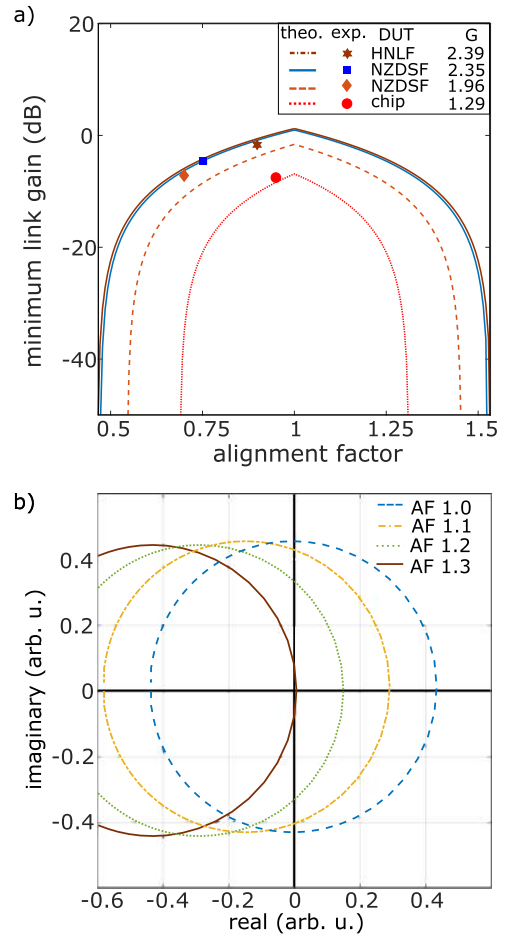 a)
20
0
-20
-40
minimum link gain (dB)
theo. exp. DUT G
HNLF 2.39
NZDSF 2.35
NZDSF 1.96
chip 1.29
0.5 0.75 1 1.25 1.5
alignment factor
b)
AF 1.0
AF 1.1
AF 1.2
AF 1.3
0.4
0.2
0
-0.2
-0.4
imaginary (arb. u.)
-0.6 -0.4 -0.2 0 0.2 0.4
real (arb. u.)